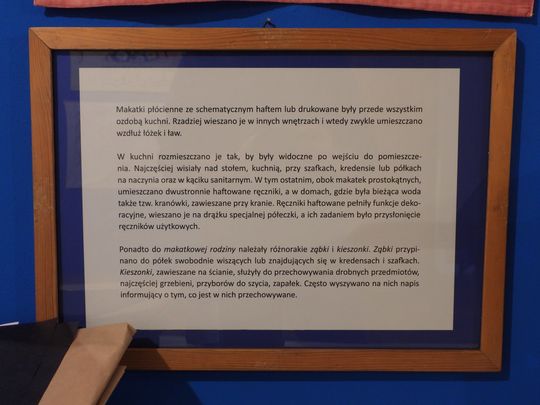 Makatki płócienne ze schematycznym haftem lub drukowane były przede wszystkim
ozdobą kuchni. Rzadziej wieszano je w innych wnętrzach i wtedy zwykle umieszczano
wzdłuż łóżek i ław.
W kuchni rozmieszczano je tak, by były widoczne po wejściu do pomieszcze-
nia. Najczęściej wisiały nad stołem, kuchnią, przy szafkach, kredensie lub półkach
na naczynia oraz w kąciku sanitarnym. W tym ostatnim, obok makatek prostokątnych,
umieszczano dwustronnie haftowane ręczniki, a w domach, gdzie była bieżąca woda
także tzw. kranówki, zawieszane przy kranie. Ręczniki haftowane pełniły funkcje deko-
racyjne, wieszano je na drążku specjalnej półeczki, a ich zadaniem było przysłonięcie
ręczników użytkowych.
Ponadto do makatkowej rodziny należały różnorakie ząbki i kieszonki. Ząbki przypi-
nano do półek swobodnie wiszących lub znajdujących się w kredensach i szafkach.
Kieszonki, zawieszane na ścianie, służyły do przechowywania drobnych przedmiotów,
najczęściej grzebieni, przyborów do szycia, zapałek. Często wyszywano na nich napis
informujący o tym, co jest w nich przechowywane.